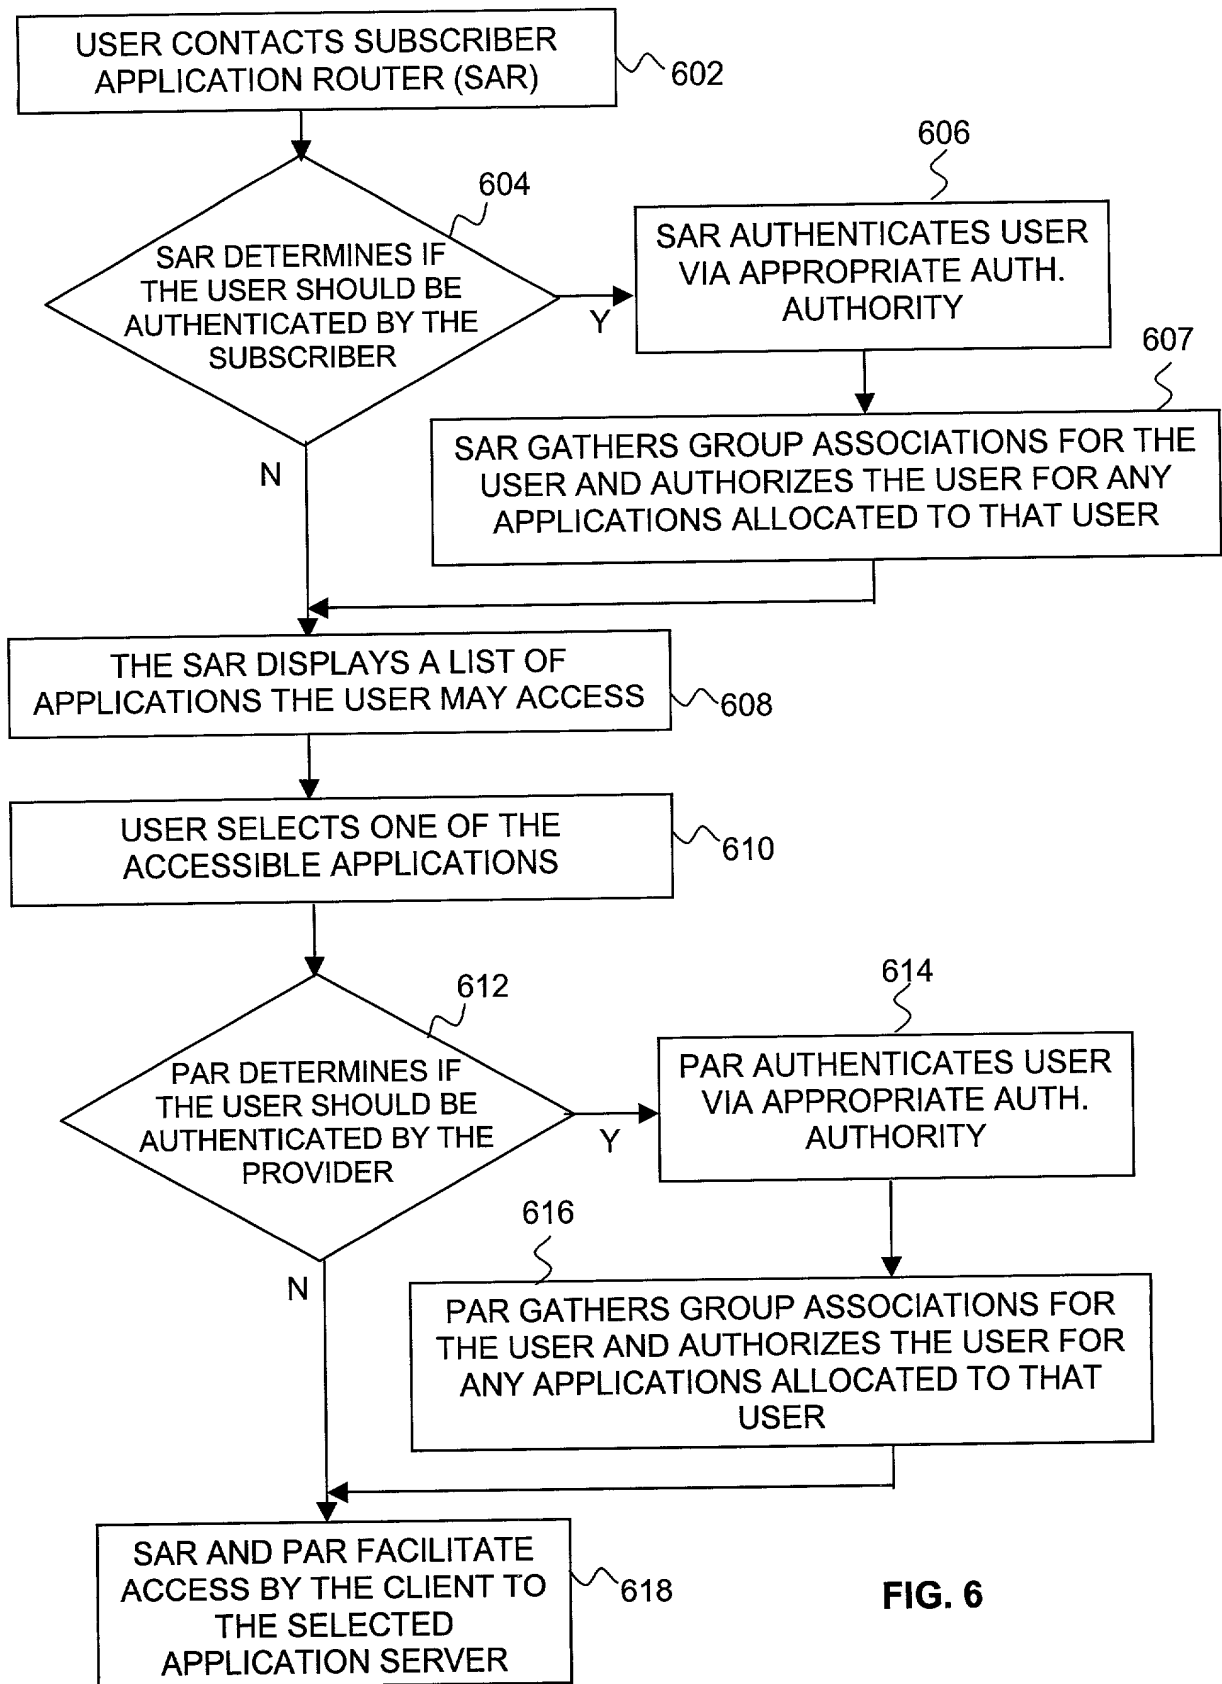 USER CONTACTS SUBSCRIBER
APPLICATION ROUTER (SAR)
602
604
SAR DETERMINES IF
THE USER SHOULD BE
AUTHENTICATED BY THE
SUBSCRIBER
Y
N
606
SAR AUTHENTICATES USER
VIA APPROPRIATE AUTH.
AUTHORITY
607
SAR GATHERS GROUP ASSOCIATIONS FOR THE
USER AND AUTHORIZES THE USER FOR ANY
APPLICATIONS ALLOCATED TO THAT USER
THE SAR DISPLAYS A LIST OF
APPLICATIONS THE USER MAY ACCESS
608
USER SELECTS ONE OF THE
ACCESSIBLE APPLICATIONS
610
612
PAR DETERMINES IF
THE USER SHOULD BE
AUTHENTICATED BY THE
PROVIDER
Y
N
614
PAR AUTHENTICATES USER
VIA APPROPRIATE AUTH.
AUTHORITY
616
PAR GATHERS GROUP ASSOCIATIONS FOR
THE USER AND AUTHORIZES THE USER FOR
ANY APPLICATIONS ALLOCATED TO THAT
USER
SAR AND PAR FACILITATE
ACCESS BY THE CLIENT TO
THE SELECTED
APPLICATION SERVER
618
FIG. 6